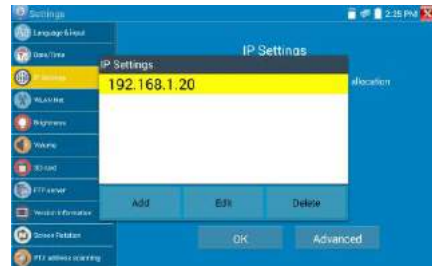 Settings
2:25 PM
Language & input
Date/Time
IP Settings
IP Settings
IP Settings
192.168.1.20
allocation
WLAN Net
Brightness
Volume
SD card
FTP server
Add
Edit
Delete
Version Information
Screen Rotation
OK
Advanced
PTZ address scanning